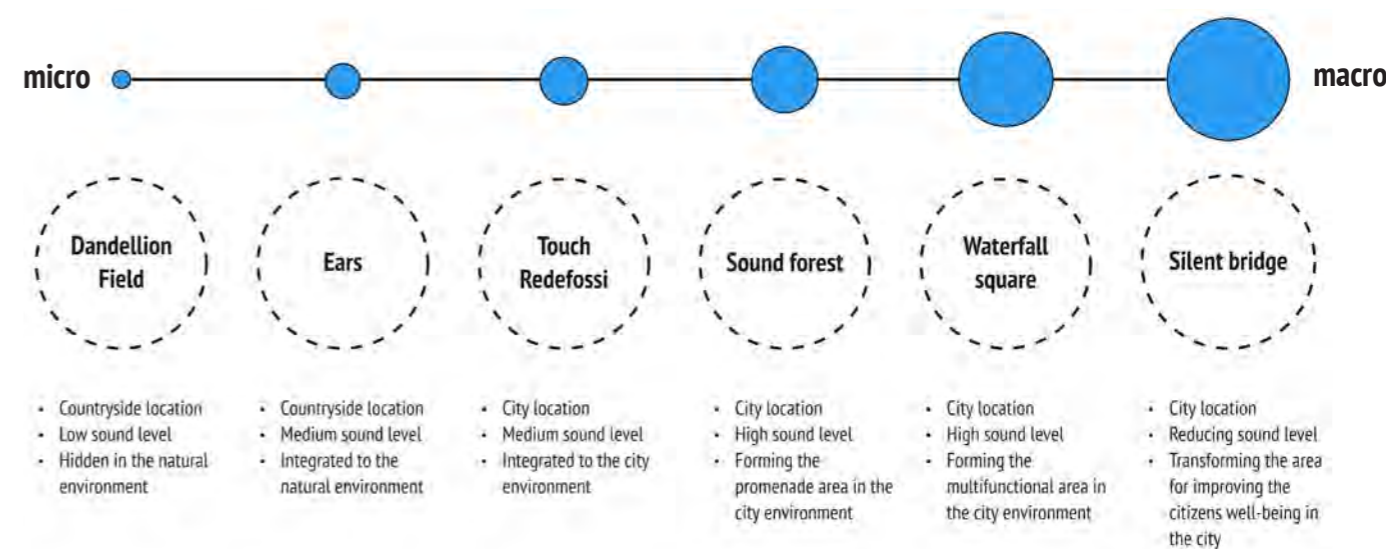 micro
macro
Dandellion
Field
Ears
Touch
Redefossi
Sound forest
Waterfall
square
Silent bridge
• Countryside location
• Low sound level
• Hidden in the natural
environment
• Countryside location
• Medium sound level
• Integrated to the
natural environment
• City location
• Medium sound level
• Integrated to the city
environment
• City location
• High sound level
• Forming the
promenade area in the
city environment
• City location
• High sound level
• Forming the
multifunctional area in
the city environment
• City location
• Reducing sound level
• Transforming the area
for improving the
citizens well-being in
the city